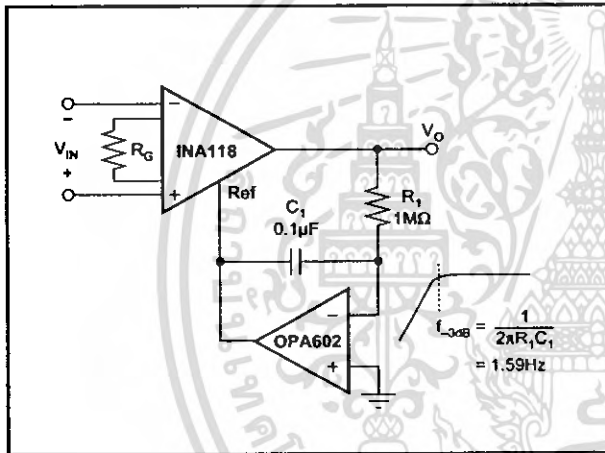 −
V_IN
+
R_G
−
INA118
+
Ref
V_O
R_1
1MΩ
C_1
0.1µF
−
OPA602
+
f_−3dB = 1 / 2πR_1C_1
= 1.59Hz